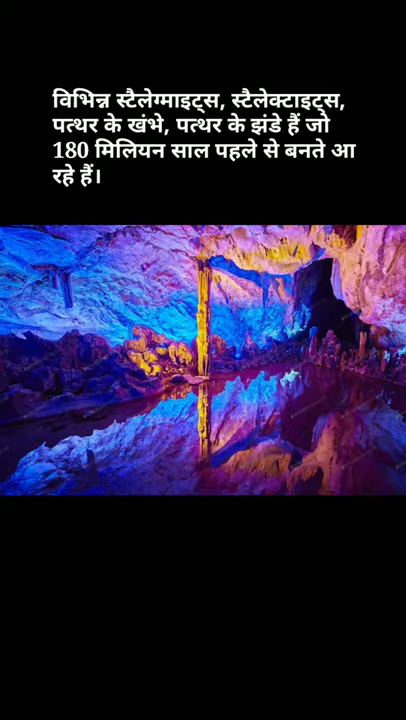 विभिन्न स्टैलेग्माइट्स, स्टैलेक्टाइट्स,
पत्थर के खंभे, पत्थर के झंडे हैं जो
180 मिलियन साल पहले से बनते आ
रहे हैं।